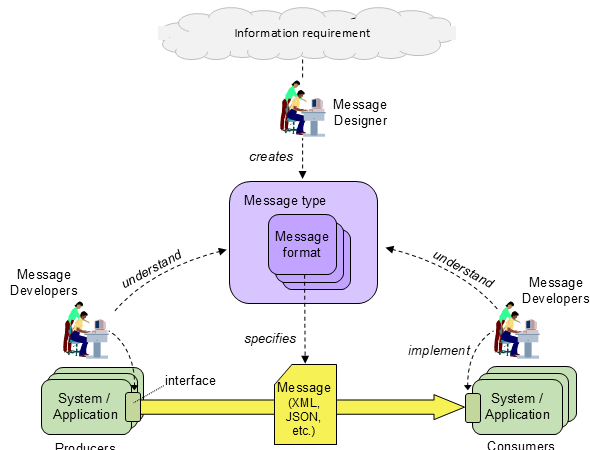 Information requirement
Message
Designer
creates
Message type
Message
format
understand
understand
Message
Developers
Message
Developers
specifies
implement
interface
System /
Application
Message
(XML,
JSON,
etc.)
System /
Application
Producers
Consumers